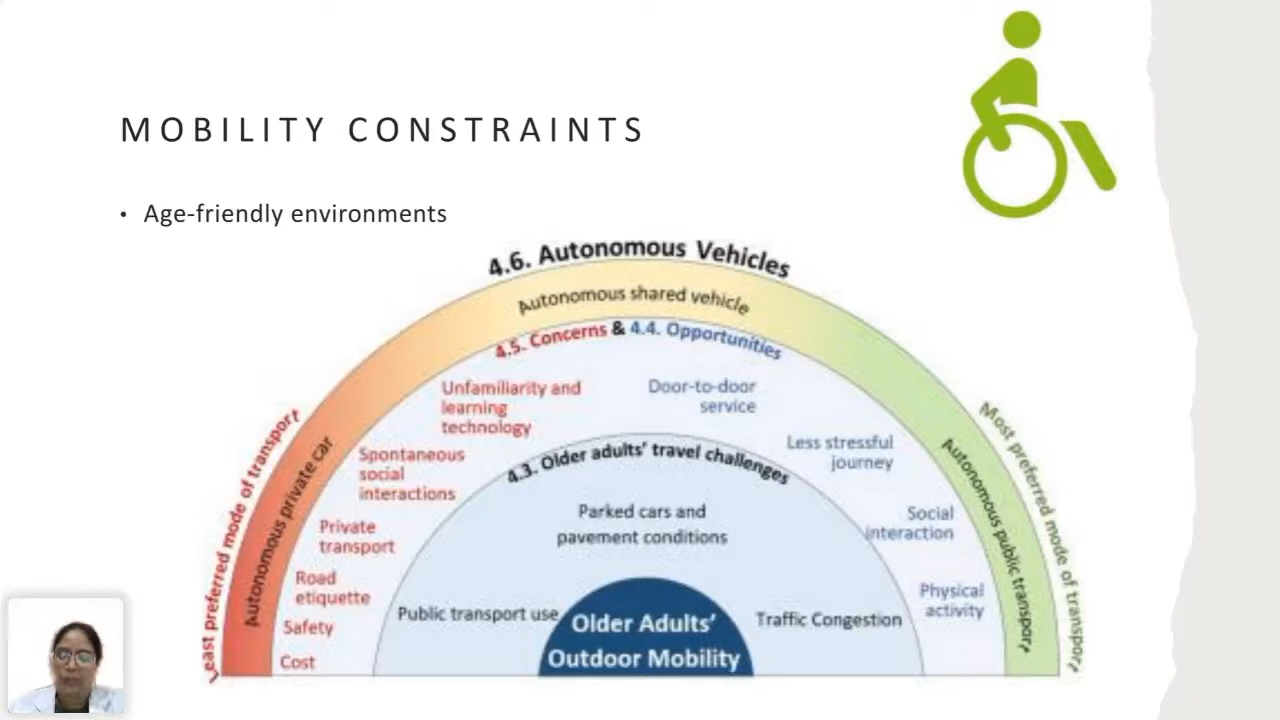 MOBILITY CONSTRAINTS
• Age-friendly environments
4.6. Autonomous Vehicles
Autonomous shared vehicle
4.5. Concerns & 4.4. Opportunities
Unfamiliarity and
learning
technology
Door-to-door
service
Least preferred mode of transport
Autonomous private car
Spontaneous
social
interactions
4.3. Older adults' travel challenges
Less stressful
journey
Autonomous public transport
Most preferred mode of transport
Private
transport
Parked cars and
pavement conditions
Social
interaction
Road
etiquette
Physical
activity
Safety
Cost
Public transport use
Traffic Congestion
Older Adults'
Outdoor Mobility